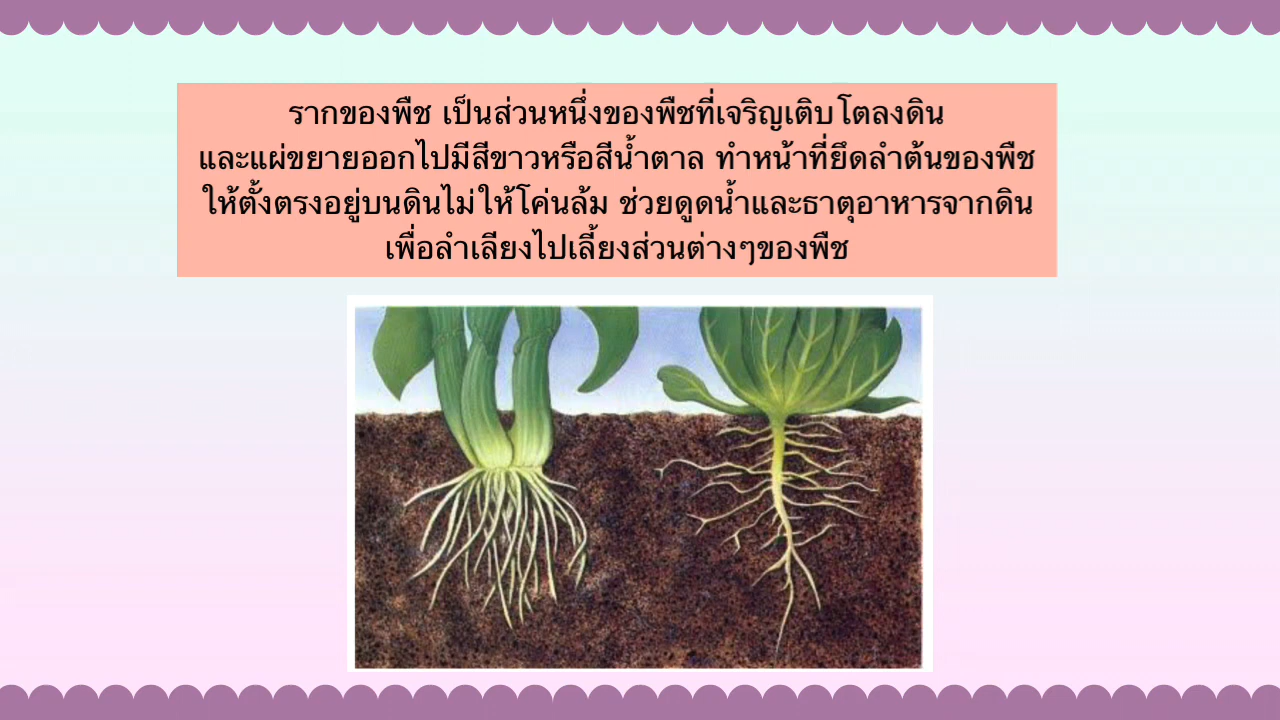 รากของพืช เป็นส่วนหนึ่งของพืชที่เจริญเติบโตลงดิน
และแผ่ขยายออกไปมีสีขาวหรือสีน้ำตาล ทำหน้าที่ยึดลำต้นของพืช
ให้ตั้งตรงอยู่บนดินไม่ให้โค่นล้ม ช่วยดูดน้ำและธาตุอาหารจากดิน
เพื่อลำเลียงไปเลี้ยงส่วนต่างๆของพืช